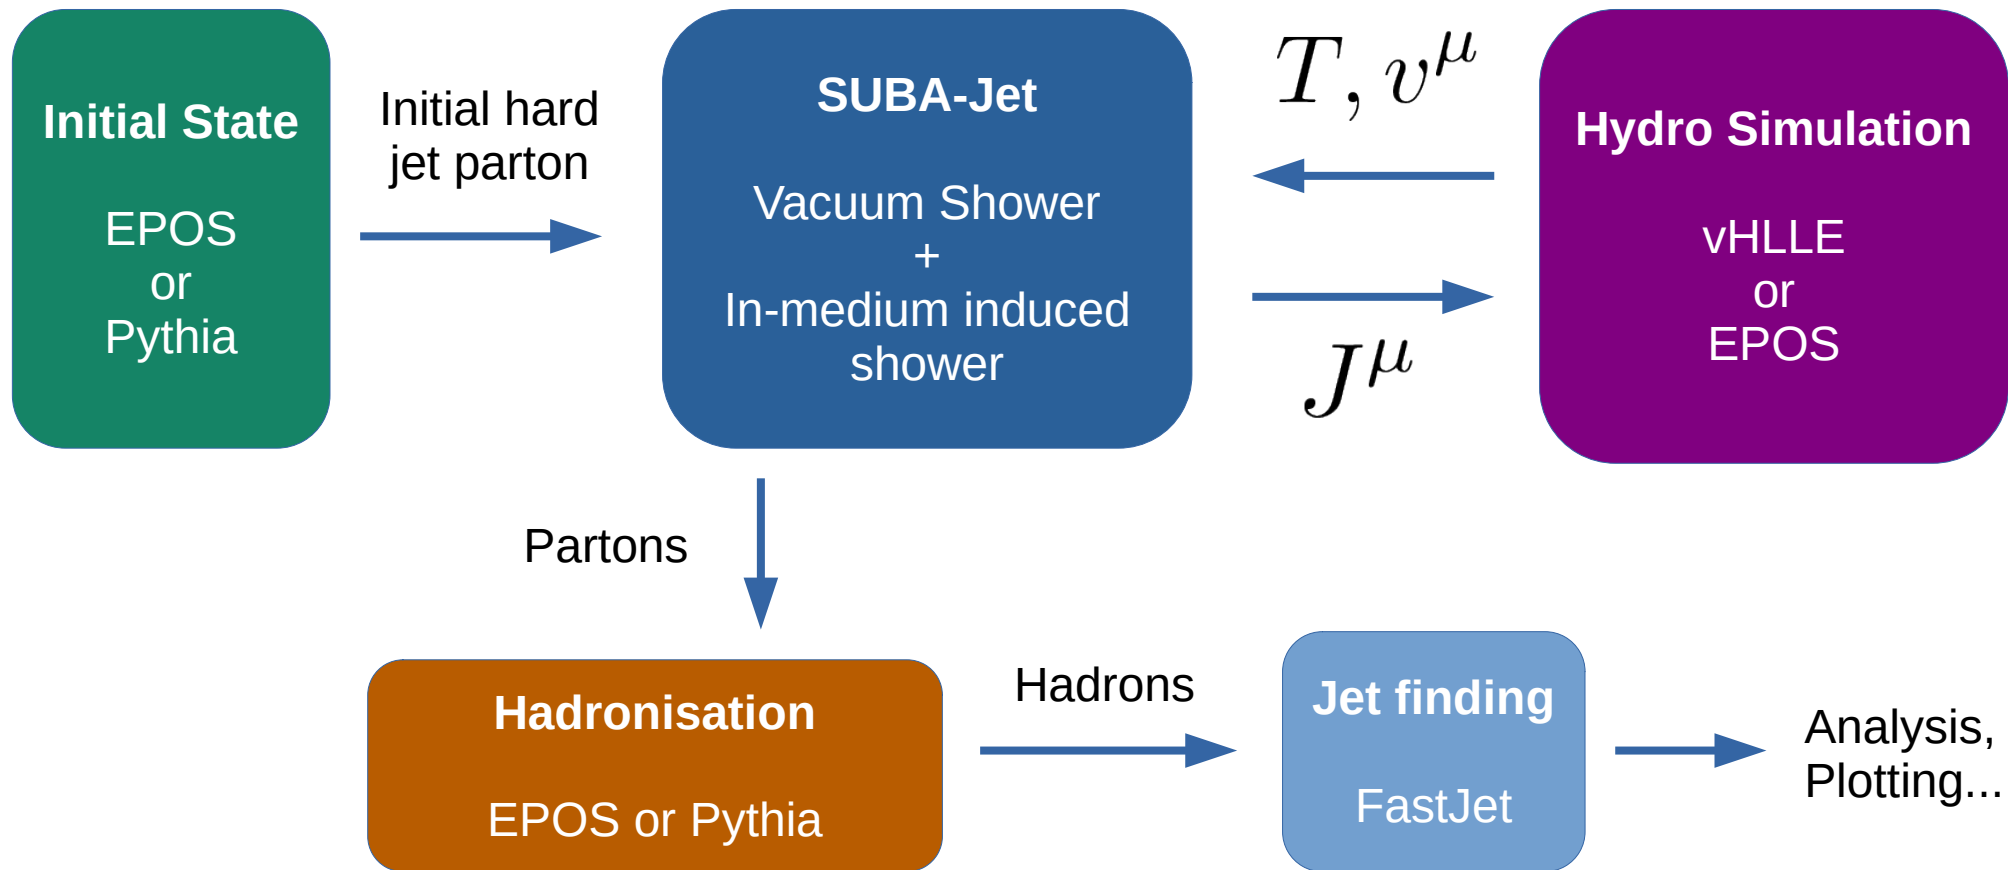 Initial State
EPOS
or
Pythia
Initial hard
jet parton
SUBA-Jet
Vacuum Shower
+
In-medium induced
shower
T, v^μ
J^μ
Hydro Simulation
vHLLE
or
EPOS
Partons
Hadronisation
EPOS or Pythia
Hadrons
Jet finding
FastJet
Analysis,
Plotting...